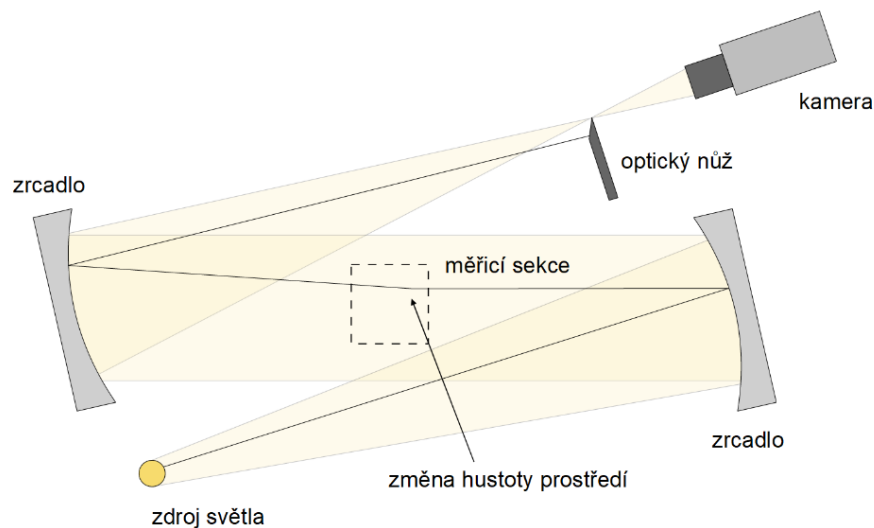 kamera
optický nůž
zrcadlo
měřicí sekce
zrcadlo
změna hustoty prostředí
zdroj světla